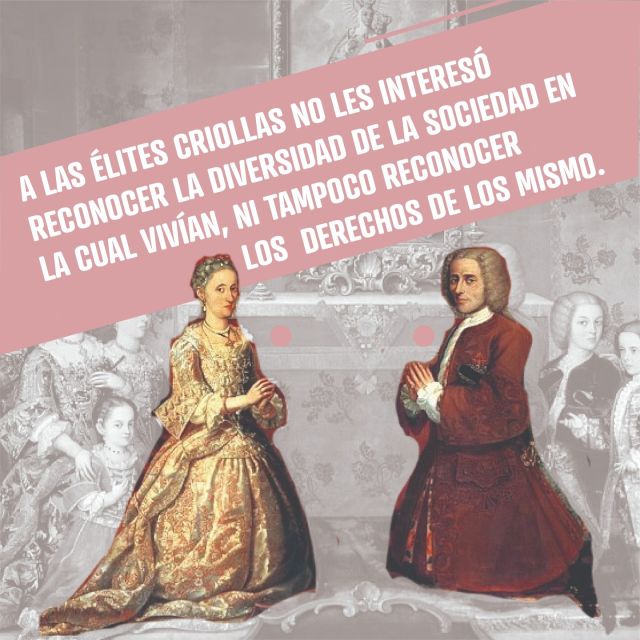 A LAS ÉLITES CRIOLLAS NO LES INTERESÓ
RECONOCER LA DIVERSIDAD DE LA SOCIEDAD EN
LA CUAL VIVÍAN, NI TAMPOCO RECONOCER
LOS DERECHOS DE LOS MISMO.